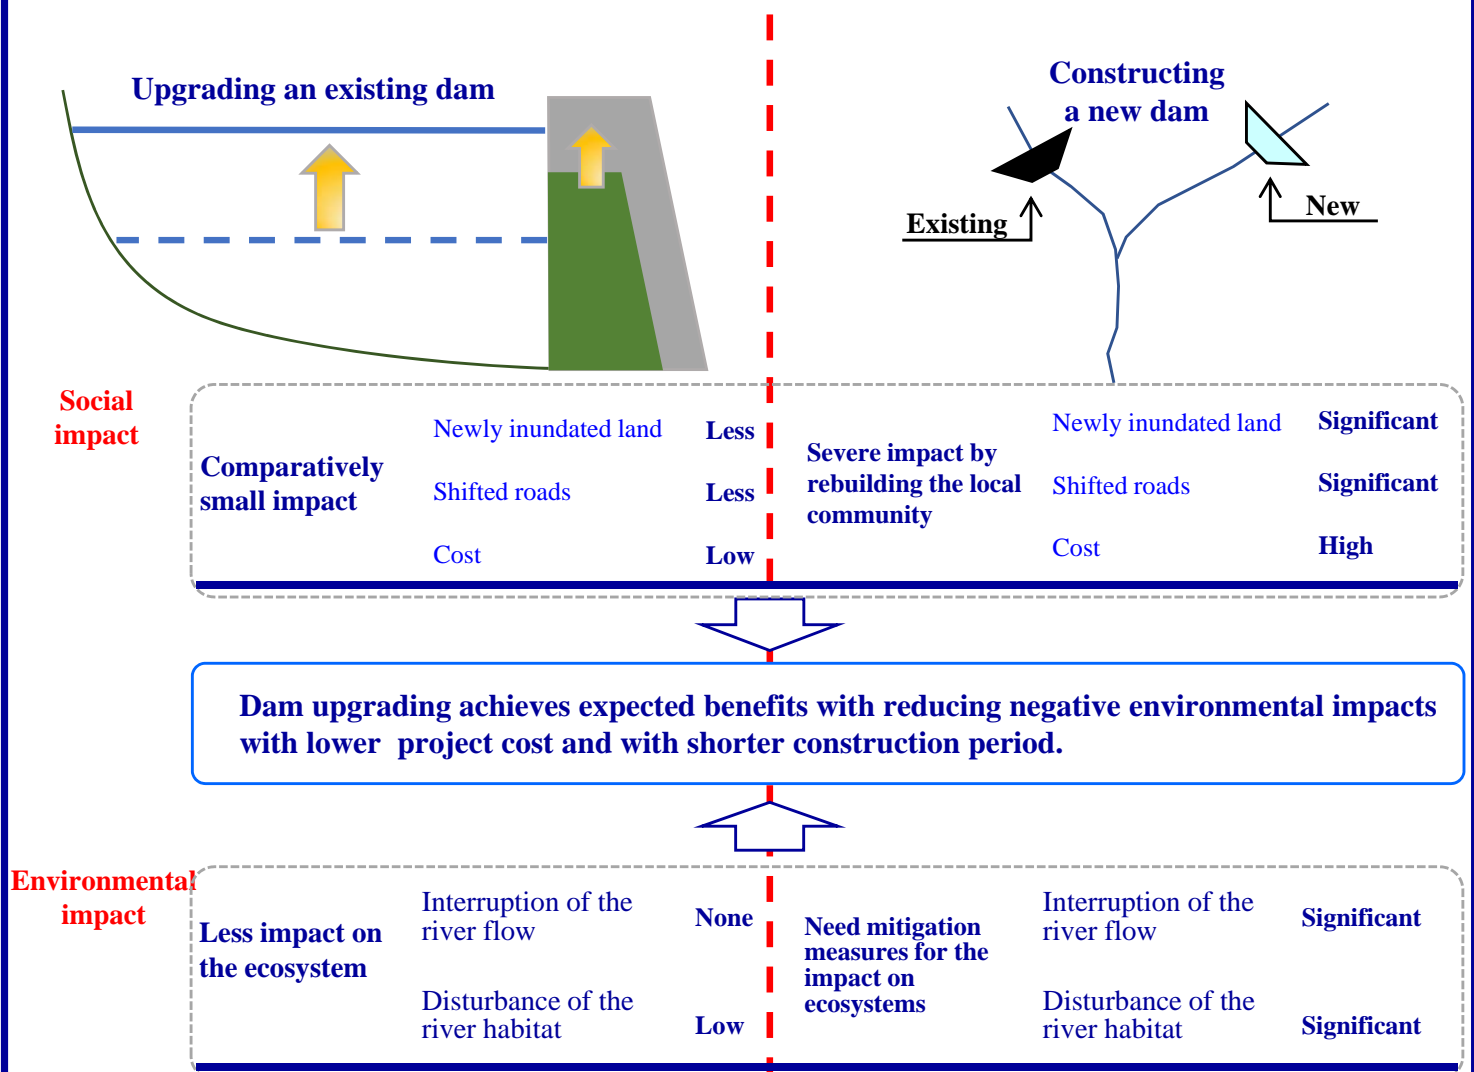 Upgrading an existing dam
Constructing
a new dam
Existing
New
Social
impact
Comparatively
small impact
Newly inundated land
Less
Shifted roads
Less
Cost
Low
Severe impact by
rebuilding the local
community
Newly inundated land
Significant
Shifted roads
Significant
Cost
High
Dam upgrading achieves expected benefits with reducing negative environmental impacts
with lower project cost and with shorter construction period.
Environmental
impact
Less impact on
the ecosystem
Interruption of the
river flow
None
Disturbance of the
river habitat
Low
Need mitigation
measures for the
impact on
ecosystems
Interruption of the
river flow
Significant
Disturbance of the
river habitat
Significant